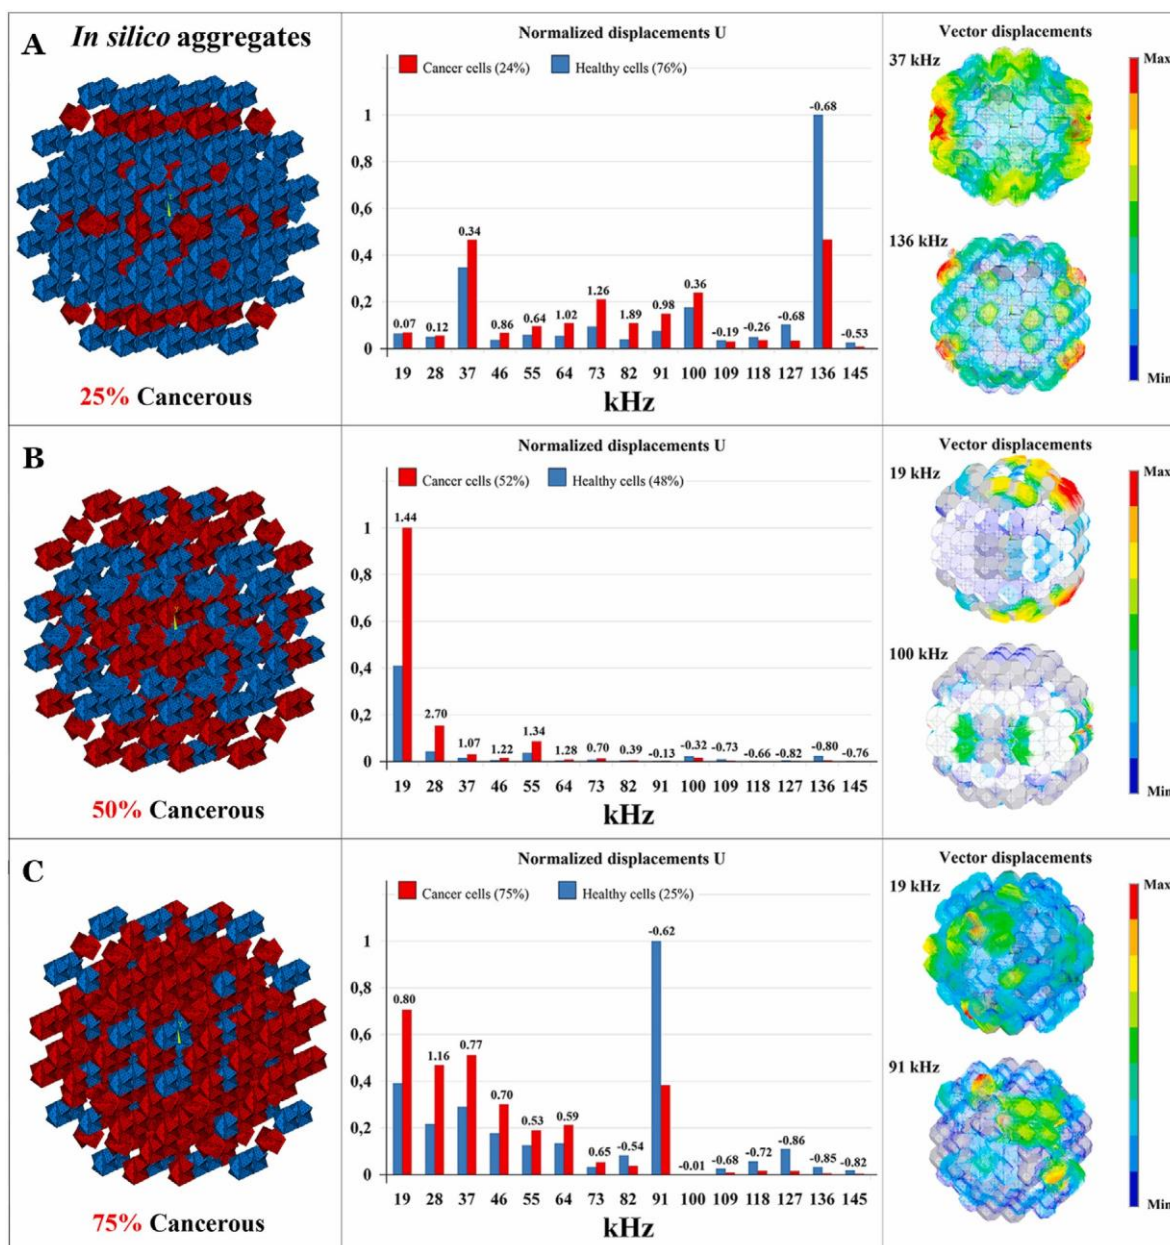 A
In silico aggregates
25% Cancerous
Normalized displacements U
Cancer cells (24%) Healthy cells (76%)
1
0,8
0,6
0,4
0,2
0
0.07 0.12 0.34 0.86 0.64 1.02 1.26 1.89 0.98 0.36 -0.19 -0.26 -0.68 -0.68 -0.53
19 28 37 46 55 64 73 82 91 100 109 118 127 136 145
kHz
Vector displacements
37 kHz
136 kHz
Max
Min
B
50% Cancerous
Normalized displacements U
Cancer cells (52%) Healthy cells (48%)
1
0,8
0,6
0,4
0,2
0
1.44 2.70 1.07 1.22 1.34 1.28 0.70 0.39 -0.13 -0.32 -0.73 -0.66 -0.82 -0.80 -0.76
19 28 37 46 55 64 73 82 91 100 109 118 127 136 145
kHz
Vector displacements
19 kHz
100 kHz
Max
Min
C
75% Cancerous
Normalized displacements U
Cancer cells (75%) Healthy cells (25%)
1
0,8
0,6
0,4
0,2
0
0.80 1.16 0.77 0.70 0.53 0.59 0.65 -0.54 -0.62 -0.01 -0.68 -0.72 -0.86 -0.85 -0.82
19 28 37 46 55 64 73 82 91 100 109 118 127 136 145
kHz
Vector displacements
19 kHz
91 kHz
Max
Min